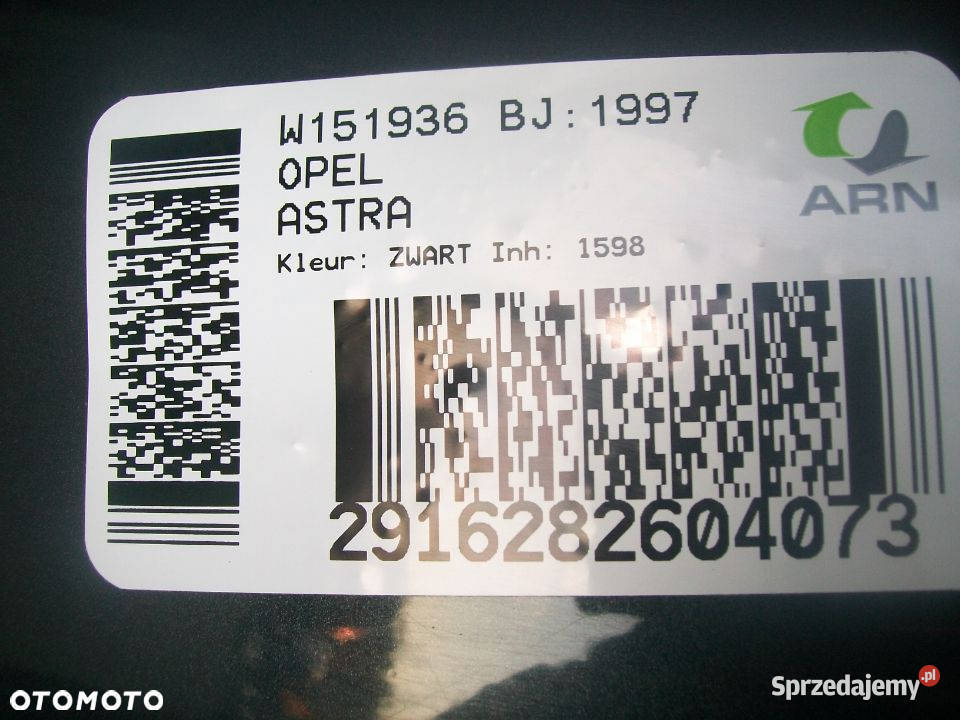 W151936 BJ:1997
OPEL
ASTRA
Kleur: ZWART Inh: 1598
ARN
2916282604073
OTOMOTO
Sprzedajemy.pl